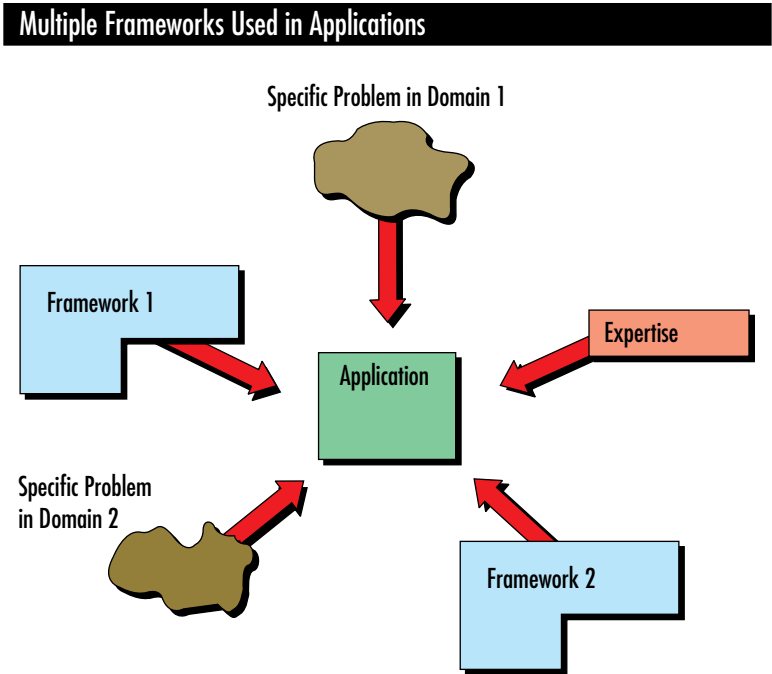 Multiple Frameworks Used in Applications
Specific Problem in Domain 1
Framework 1
Expertise
Application
Specific Problem
in Domain 2
Framework 2